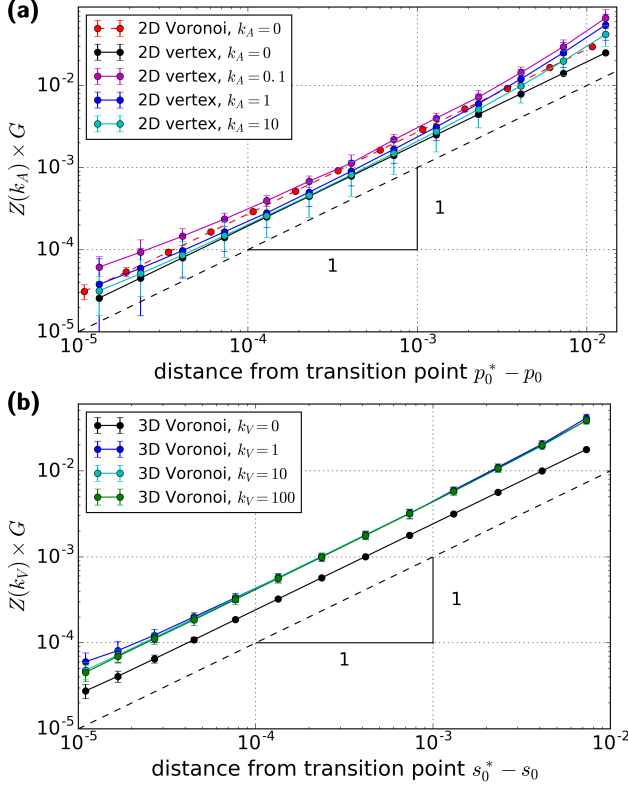 (a)
2D Voronoi, k_A=0
2D vertex, k_A=0
2D vertex, k_A=0.1
2D vertex, k_A=1
2D vertex, k_A=10
Z(k_A) × G
10^-2
10^-3
10^-4
10^-5
1
1
10^-5 10^-4 10^-3 10^-2
distance from transition point p_0^* − p_0
(b)
3D Voronoi, k_V=0
3D Voronoi, k_V=1
3D Voronoi, k_V=10
3D Voronoi, k_V=100
Z(k_V) × G
10^-2
10^-3
10^-4
10^-5
1
1
10^-5 10^-4 10^-3 10^-2
distance from transition point s_0^* − s_0